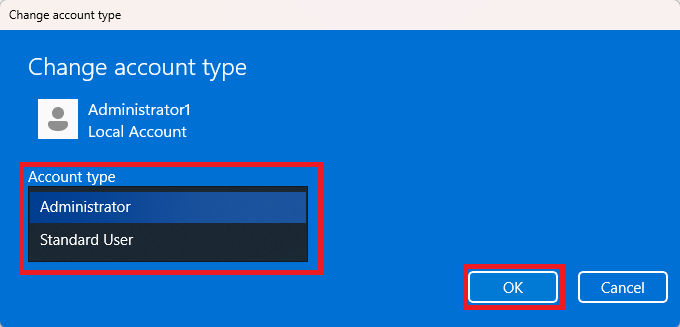 Change account type
Change account type
Administrator1
Local Account
Account type
Administrator
Standard User
OK
Cancel